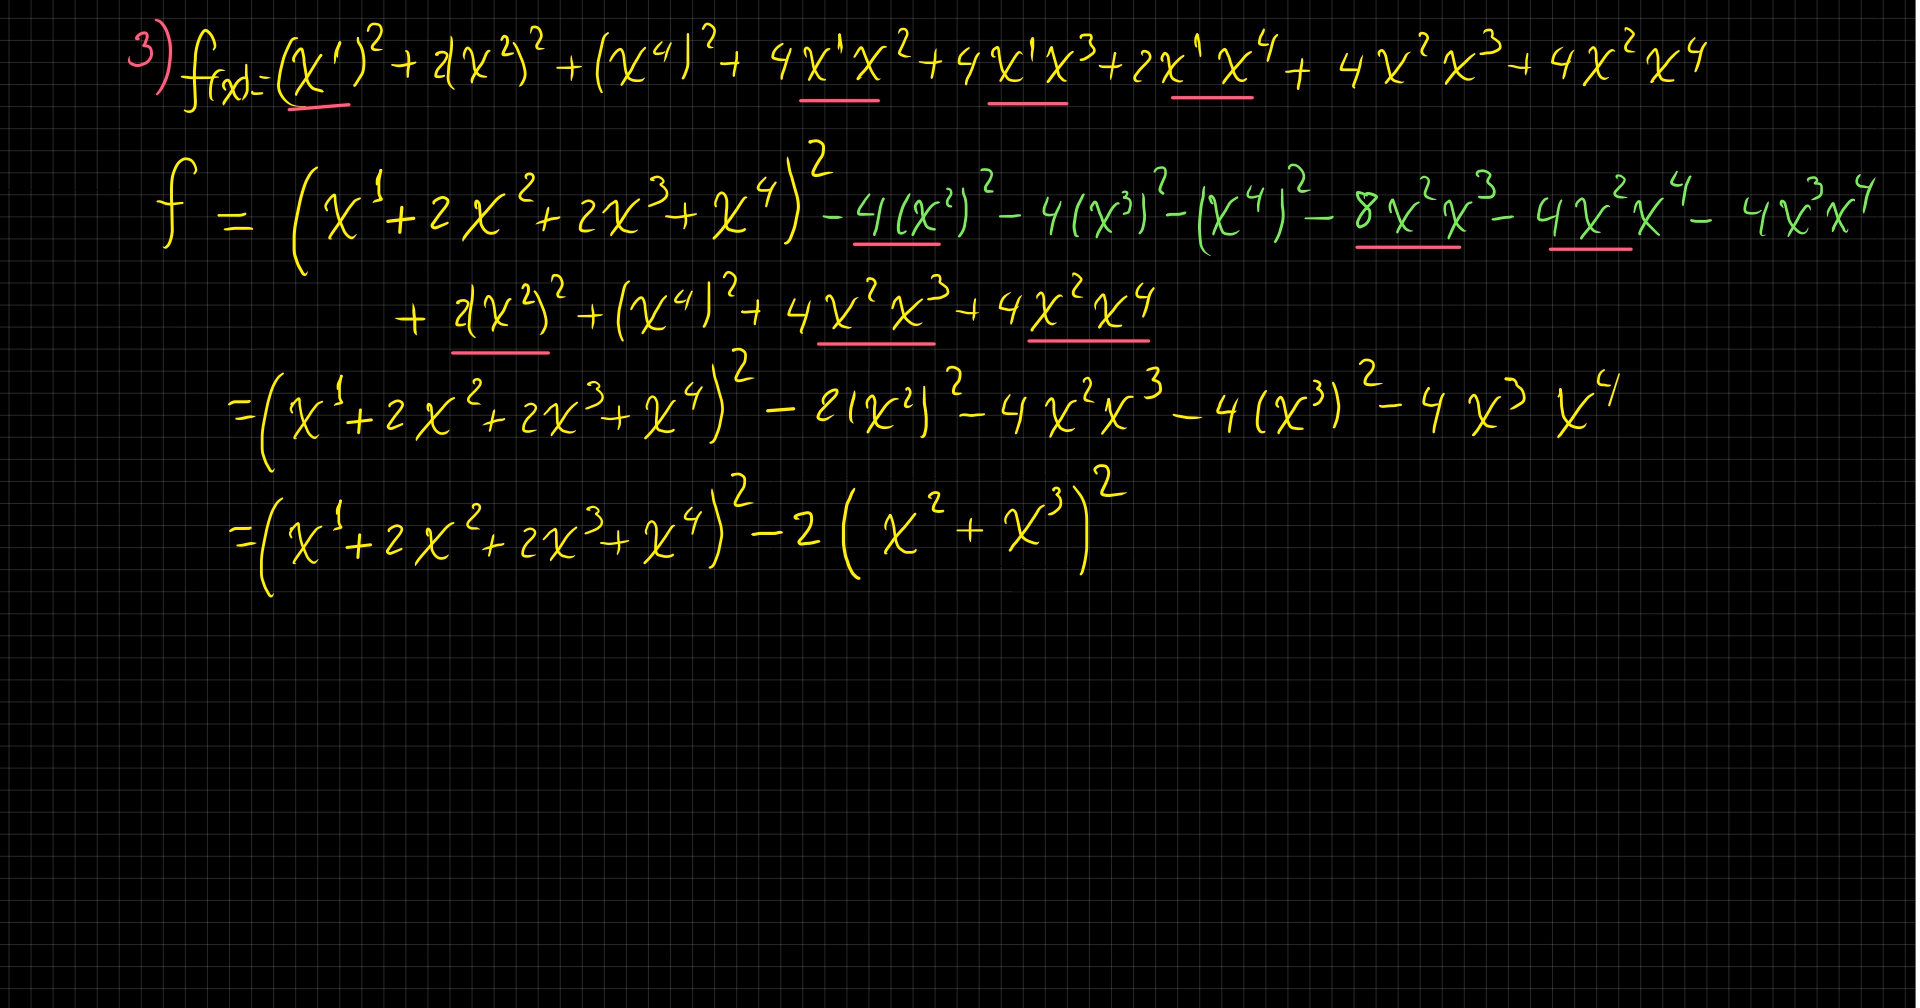 3) f(x) = (x¹)² + 2(x²)² + (x⁴)² + 4x¹x² + 4x¹x³ + 2x¹x⁴ + 4x²x³ + 4x²x⁴
f = (x¹ + 2x² + 2x³ + x⁴)² - 4(x²)² - 4(x³)² - (x⁴)² - 8x²x³ - 4x²x⁴ - 4x³x⁴
+ 2(x²)² + (x⁴)² + 4x²x³ + 4x²x⁴
= (x¹ + 2x² + 2x³ + x⁴)² - 2(x²)² - 4x²x³ - 4(x³)² - 4x³x⁴
= (x¹ + 2x² + 2x³ + x⁴)² - 2(x² + x³)²